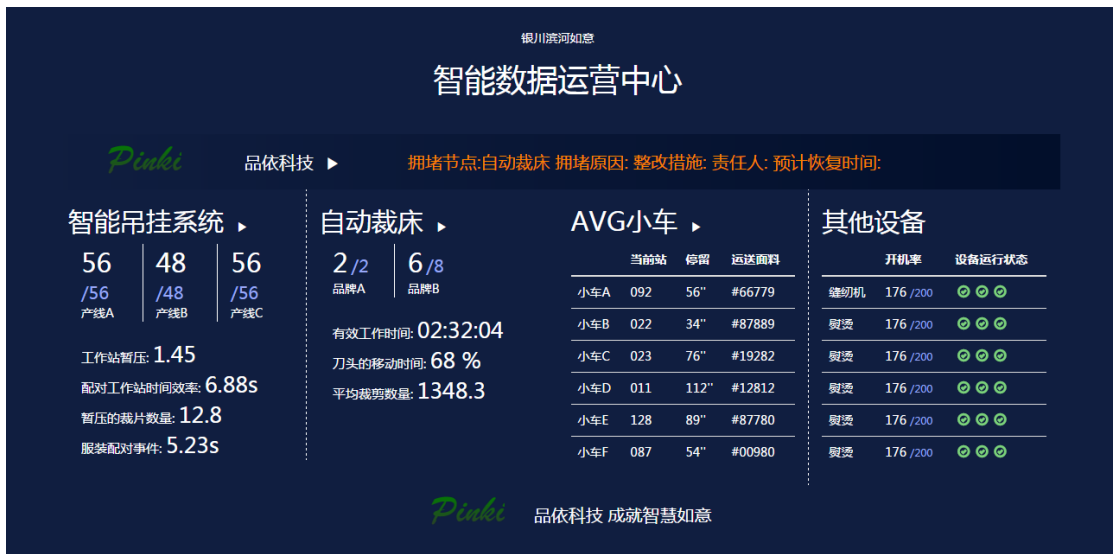 银川滨河如意
智能数据运营中心
Pinki 品依科技 拥堵节点:自动裁床 拥堵原因: 整改措施: 责任人: 预计恢复时间:
智能吊挂系统
56 48 56
/56 /48 /56
产线A 产线B 产线C
工作站暂压: 1.45
配对工作站时间效率: 6.88s
暂压的裁片数量: 12.8
服装配对事件: 5.23s
自动裁床
2 /2 6 /8
品牌A 品牌B
有效工作时间: 02:32:04
刀头的移动时间: 68 %
平均裁剪数量: 1348.3
AVG小车
当前站 停留 运送面料
小车A 092 56" #66779
小车B 022 34" #87889
小车C 023 76" #19282
小车D 011 112" #12812
小车E 128 89" #87780
小车F 087 54" #00980
其他设备
开机率 设备运行状态
缝纫机 176 /200
熨烫 176 /200
熨烫 176 /200
熨烫 176 /200
熨烫 176 /200
熨烫 176 /200
Pinki 品依科技 成就智慧如意